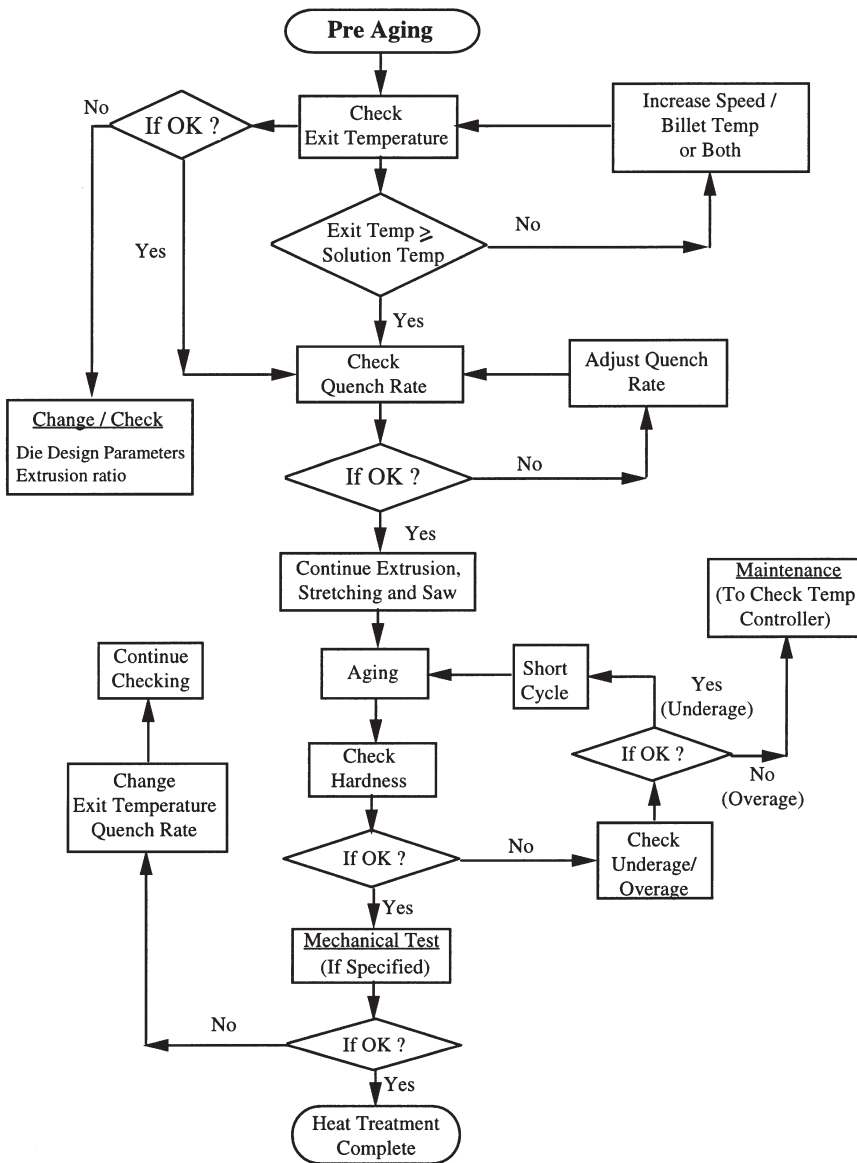 Pre Aging
No
If OK ?
Check
Exit Temperature
Increase Speed /
Billet Temp
or Both
Yes
Exit Temp ≥
Solution Temp
No
Yes
Check
Quench Rate
Adjust Quench
Rate
Change / Check
Die Design Parameters
Extrusion ratio
If OK ?
No
Yes
Continue Extrusion,
Stretching and Saw
Maintenance
(To Check Temp
Controller)
Continue
Checking
Aging
Short
Cycle
Yes
(Underage)
If OK ?
No
(Overage)
Change
Exit Temperature
Quench Rate
Check
Hardness
If OK ?
No
Check
Underage/
Overage
Yes
Mechanical Test
(If Specified)
No
If OK ?
Yes
Heat Treatment
Complete